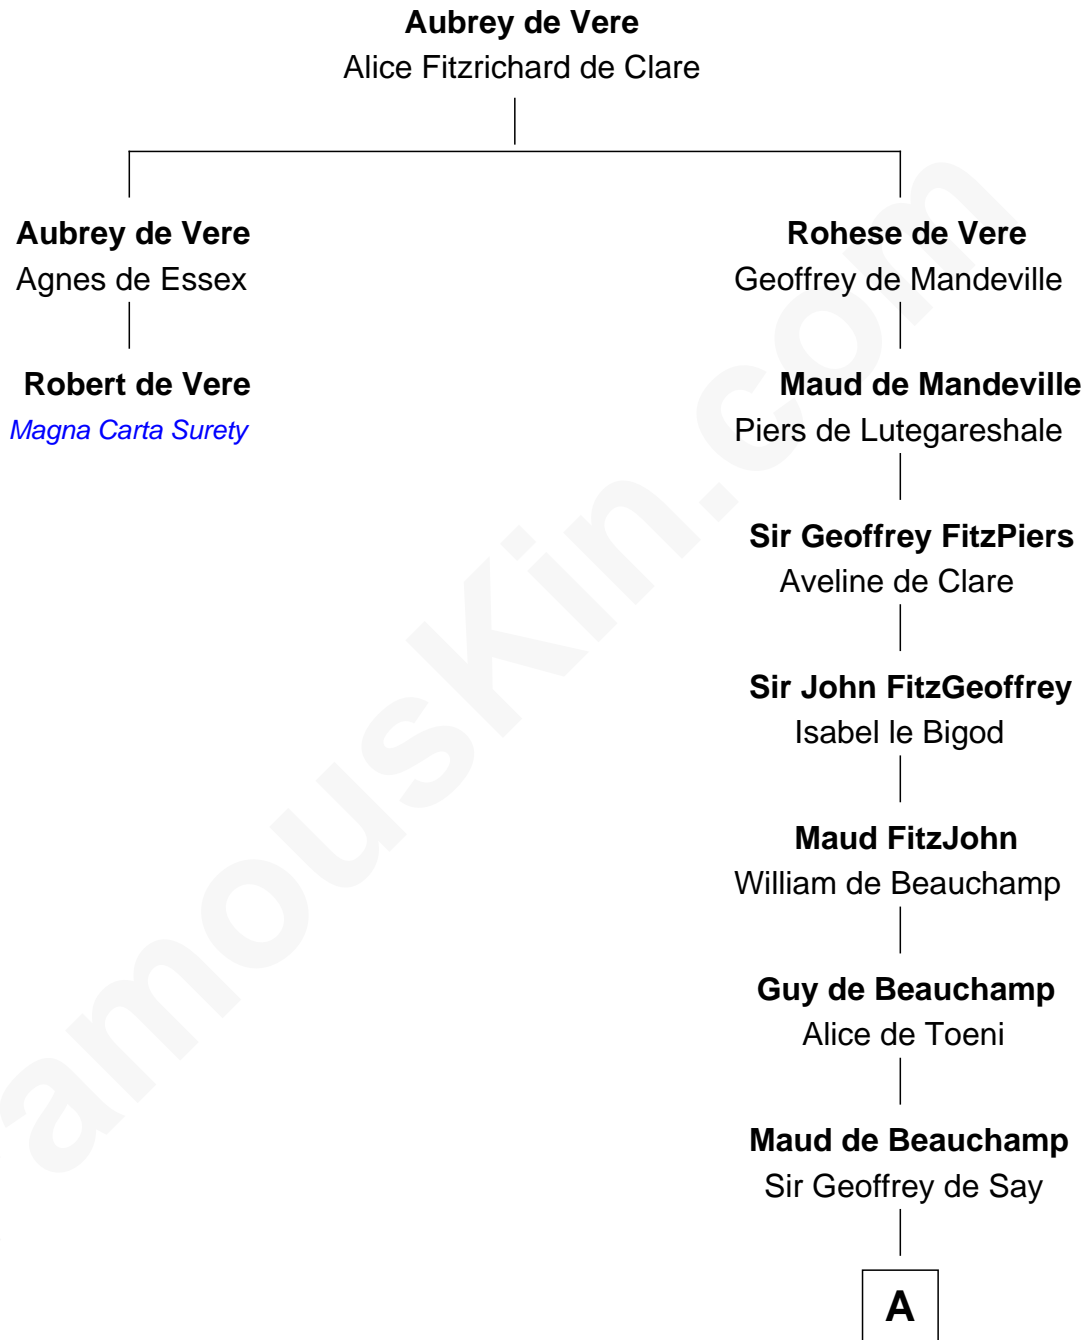 Aubrey de Vere
Alice Fitzrichard de Clare
Aubrey de Vere
Agnes de Essex
Robert de Vere
Magna Carta Surety
Rohese de Vere
Geoffrey de Mandeville
Maud de Mandeville
Piers de Lutegareshale
Sir Geoffrey FitzPiers
Aveline de Clare
Sir John FitzGeoffrey
Isabel le Bigod
Maud FitzJohn
William de Beauchamp
Guy de Beauchamp
Alice de Toeni
Maud de Beauchamp
Sir Geoffrey de Say
A
amouskin.com